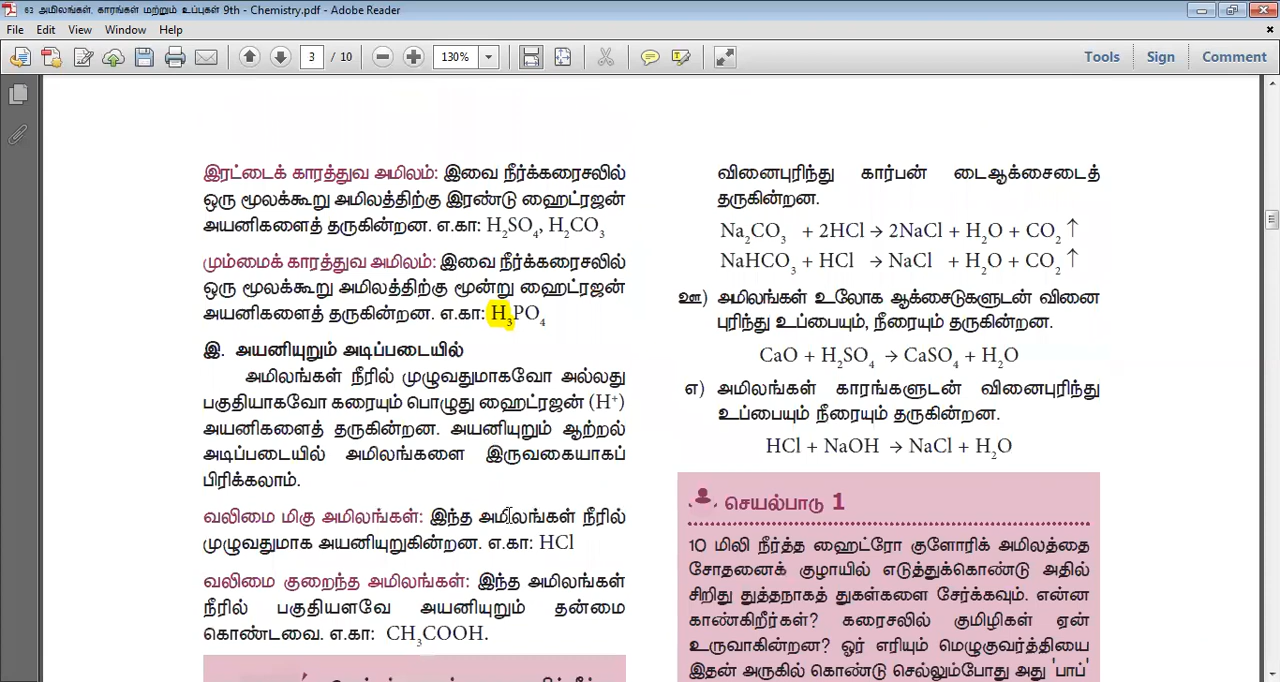 63 அமிலங்கள், காரங்கள் மற்றும் உப்புகள் 9th - Chemistry.pdf - Adobe Reader
File Edit View Window Help
3 / 10 130% Tools Sign Comment
இரட்டைக் காரத்துவ அமிலம்: இவை நீர்க்கரைசலில்
ஒரு மூலக்கூறு அமிலத்திற்கு இரண்டு ஹைட்ரஜன்
அயனிகளைத் தருகின்றன. எ.கா: H₂SO₄, H₂CO₃
மும்மைக் காரத்துவ அமிலம்: இவை நீர்க்கரைசலில்
ஒரு மூலக்கூறு அமிலத்திற்கு மூன்று ஹைட்ரஜன்
அயனிகளைத் தருகின்றன. எ.கா: H₃PO₄
இ. அயனியுறும் அடிப்படையில்
அமிலங்கள் நீரில் முழுவதுமாகவோ அல்லது
பகுதியாகவோ கரையும் பொழுது ஹைட்ரஜன் (H⁺)
அயனிகளைத் தருகின்றன. அயனியுறும் ஆற்றல்
அடிப்படையில் அமிலங்களை இருவகையாகப்
பிரிக்கலாம்.
வலிமை மிகு அமிலங்கள்: இந்த அமிலங்கள் நீரில்
முழுவதுமாக அயனியுறுகின்றன. எ.கா: HCl
வலிமை குறைந்த அமிலங்கள்: இந்த அமிலங்கள்
நீரில் பகுதியளவே அயனியுறும் தன்மை
கொண்டவை. எ.கா: CH₃COOH.
வினைபுரிந்து கார்பன் டைஆக்சைடைத்
தருகின்றன.
Na₂CO₃ + 2HCl → 2NaCl + H₂O + CO₂ ↑
NaHCO₃ + HCl → NaCl + H₂O + CO₂ ↑
ஊ) அமிலங்கள் உலோக ஆக்சைடுகளுடன் வினை
புரிந்து உப்பையும், நீரையும் தருகின்றன.
CaO + H₂SO₄ → CaSO₄ + H₂O
எ) அமிலங்கள் காரங்களுடன் வினைபுரிந்து
உப்பையும் நீரையும் தருகின்றன.
HCl + NaOH → NaCl + H₂O
செயல்பாடு 1
10 மிலி நீர்த்த ஹைட்ரோ குளோரிக் அமிலத்தை
சோதனைக் குழாயில் எடுத்துக்கொண்டு அதில்
சிறிது துத்தநாகத் துகள்களை சேர்க்கவும். என்ன
காண்கிறீர்கள்? கரைசலில் குமிழிகள் ஏன்
உருவாகின்றன? ஓர் எரியும் மெழுகுவர்த்தியை
இதன் அருகில் கொண்டு செல்லும்போது அது 'பாப்'